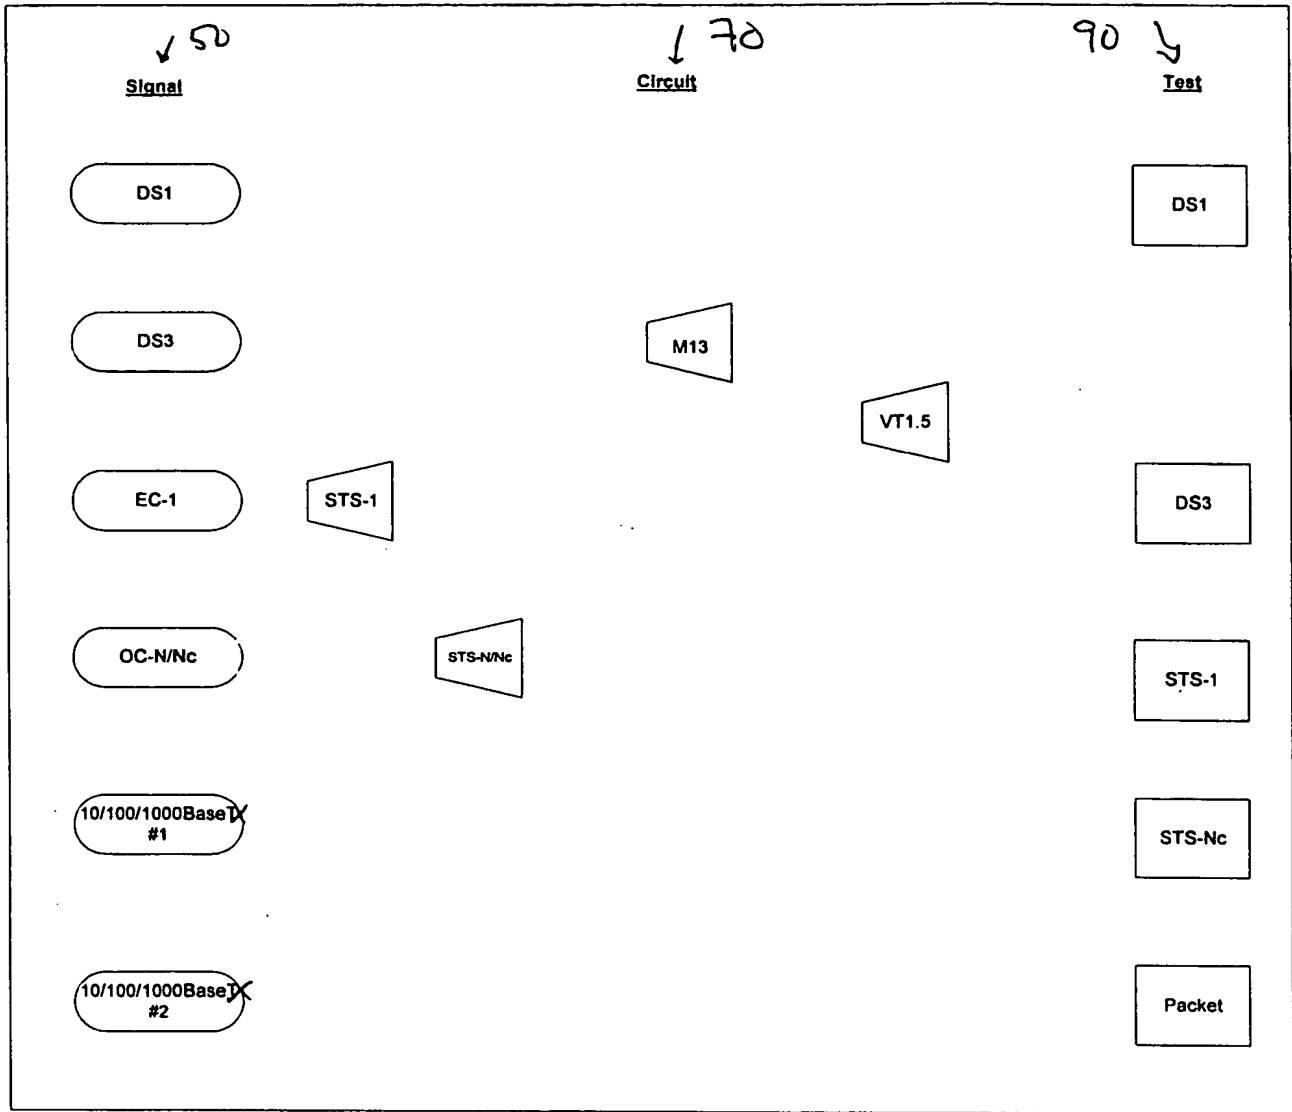 50
70
90
Signal
Circuit
Test
DS1
DS1
DS3
M13
VT1.5
EC-1
STS-1
DS3
OC-N/Nc
STS-N/Nc
STS-1
10/100/1000BaseTX
#1
STS-Nc
10/100/1000BaseTX
#2
Packet